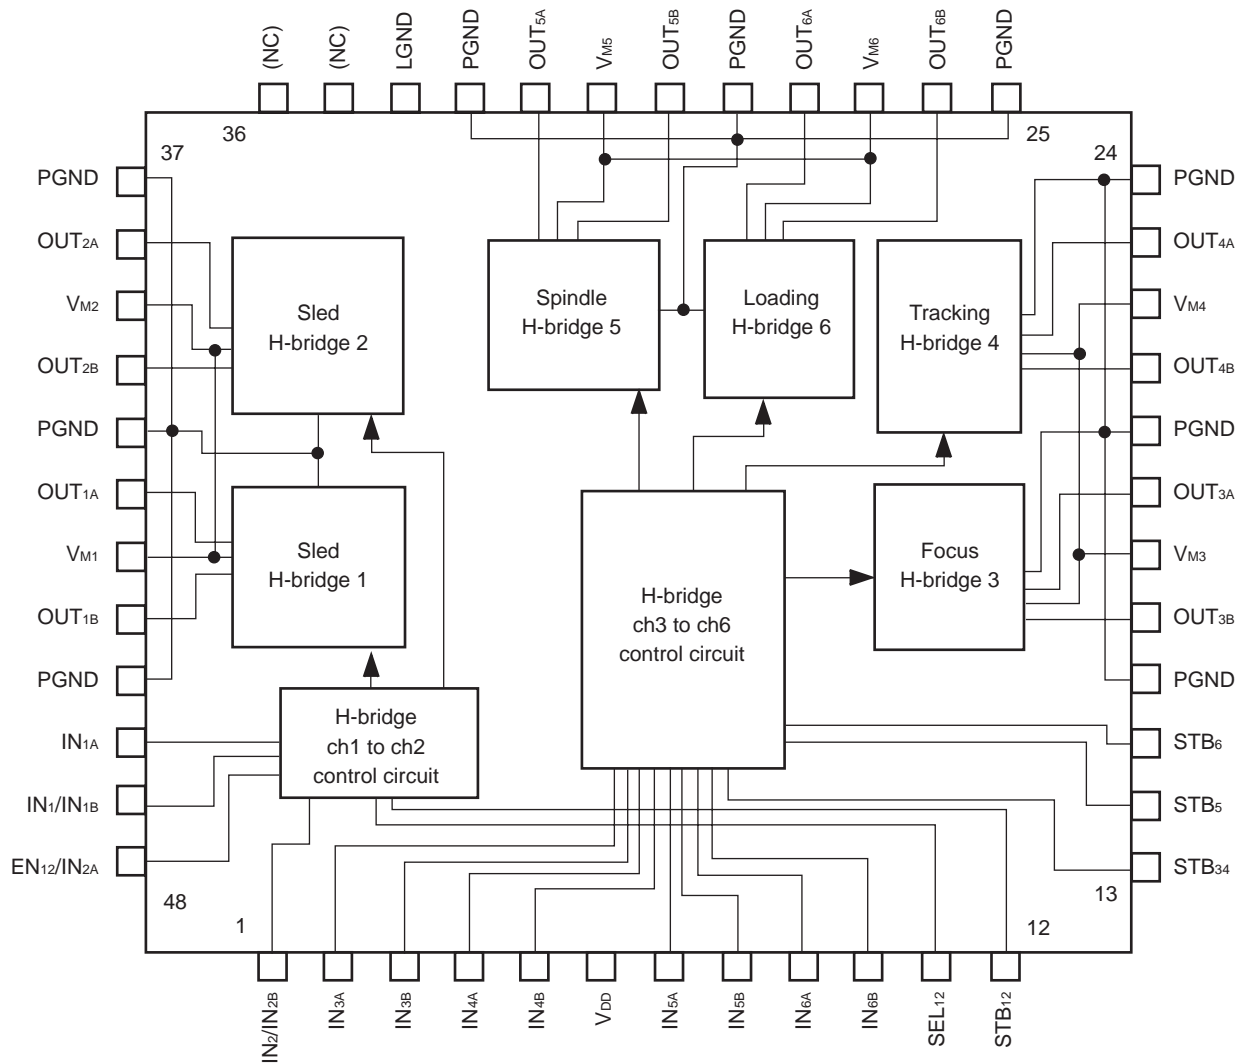 (NC)
(NC)
LGND
PGND
OUT5A
VM5
OUT5B
PGND
OUT6A
VM6
OUT6B
PGND
36
25
37
24
PGND
OUT2A
VM2
OUT2B
PGND
OUT1A
VM1
OUT1B
PGND
IN1A
IN1/IN1B
EN12/IN2A
Sled
H-bridge 2
Spindle
H-bridge 5
Loading
H-bridge 6
Tracking
H-bridge 4
Sled
H-bridge 1
H-bridge
ch3 to ch6
control circuit
Focus
H-bridge 3
H-bridge
ch1 to ch2
control circuit
PGND
OUT4A
VM4
OUT4B
PGND
OUT3A
VM3
OUT3B
PGND
STB6
STB5
STB34
48
13
1
12
IN2/IN2B
IN3A
IN3B
IN4A
IN4B
VDD
IN5A
IN5B
IN6A
IN6B
SEL12
STB12